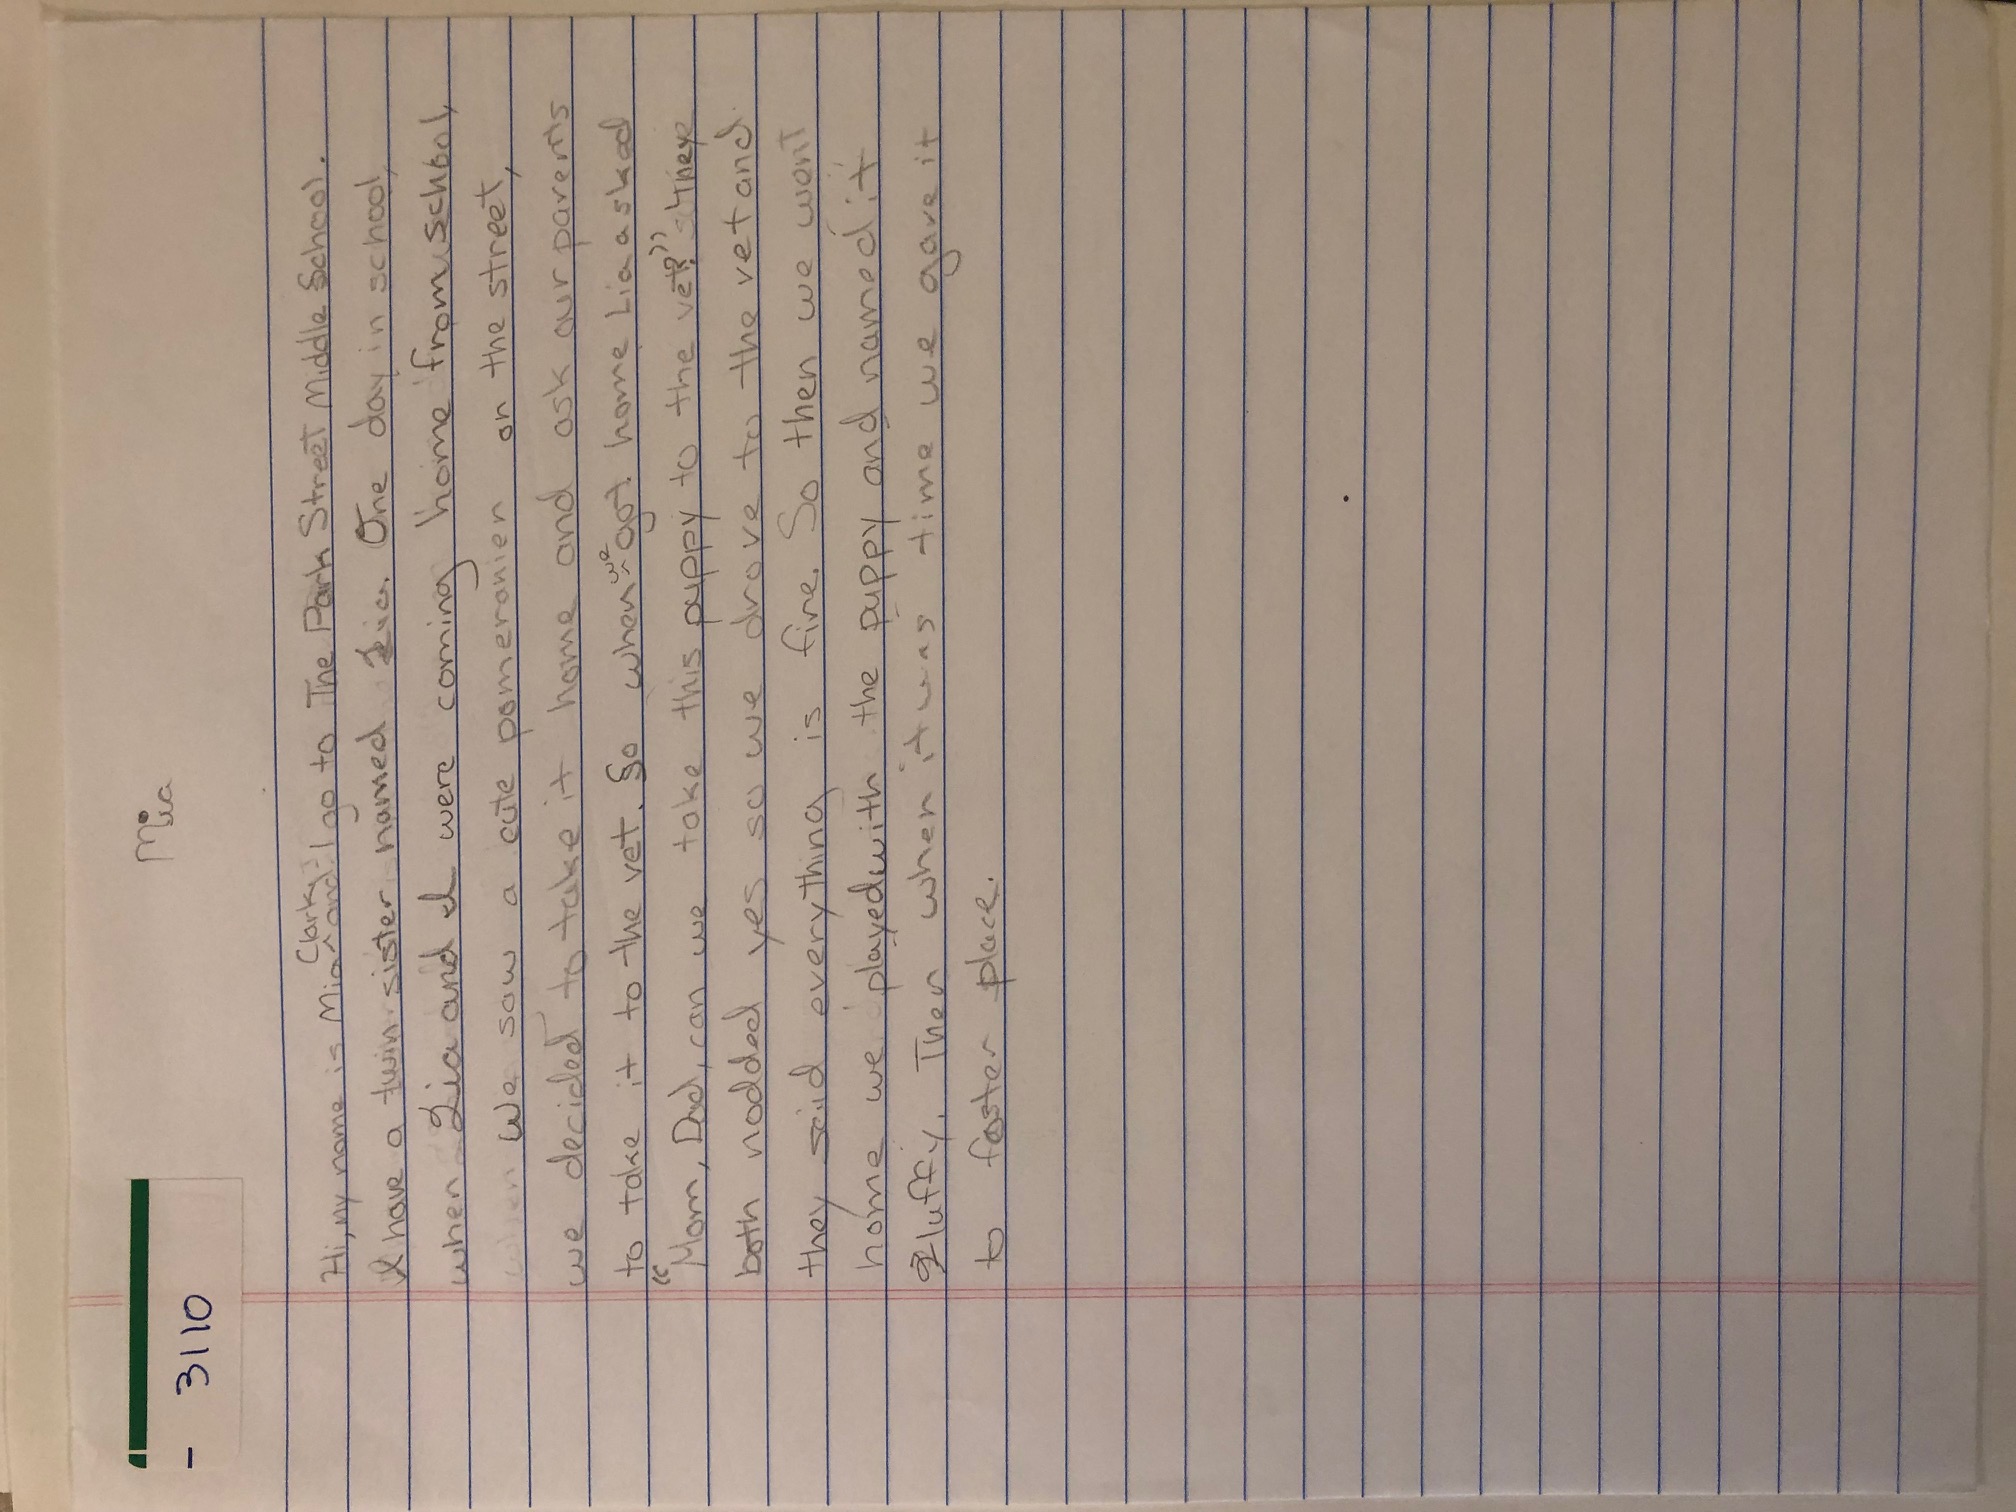 Mia
- 3110
Hi, my name is Mia Clark and I go to The Park Street Middle School.
I have a twin sister named Lia. One day in school,
when Lia and I were coming home from school,
when We saw a cute pomeranien on the street,
we decided to take it home and ask our parents
to take it to the vet. So when we got home Lia asked
"Mom, Dad, can we take this puppy to the vet?" They
both nodded yes so we drove to the vet and
they said everything is fine. So then we went
home we played with the puppy and named it
Fluffy. Then when it was time we gave it
to foster place.